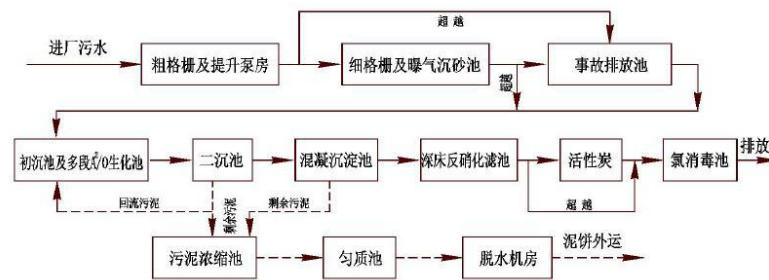 超越
进厂污水
粗格栅及提升泵房
细格栅及曝气沉砂池
超越
事故排放池
初沉池及多段A/O生化池
二沉池
混凝沉淀池
深床反硝化滤池
活性炭
氯消毒池
排放
回流污泥
剩余污泥
剩余污泥
超越
污泥浓缩池
匀质池
脱水机房
泥饼外运